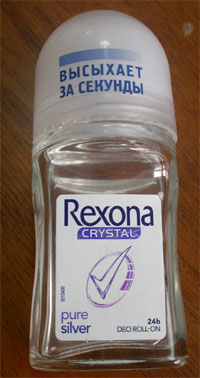 ВЫСЫХАЕТ
ЗА СЕКУНДЫ
Rexona
CRYSTAL
pure
silver
24h
DEO ROLL-ON